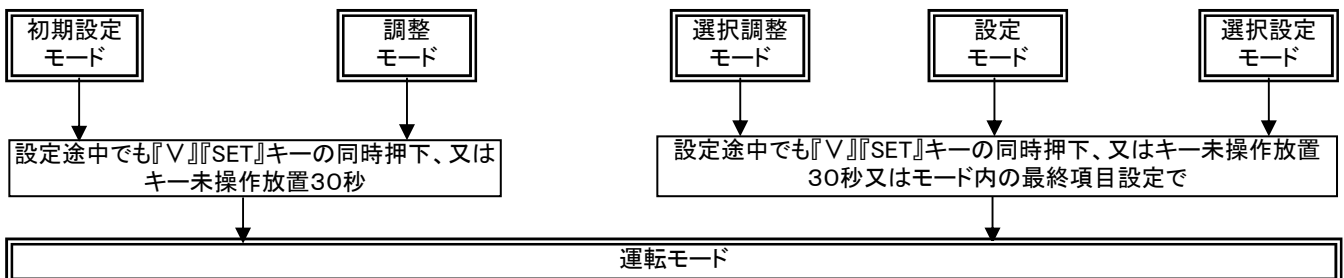 初期設定
モード
調整
モード
選択調整
モード
設定
モード
選択設定
モード
設定途中でも『∨』『SET』キーの同時押下、又は
キー未操作放置30秒
設定途中でも『∨』『SET』キーの同時押下、又はキー未操作放置
30秒又はモード内の最終項目設定で
運転モード